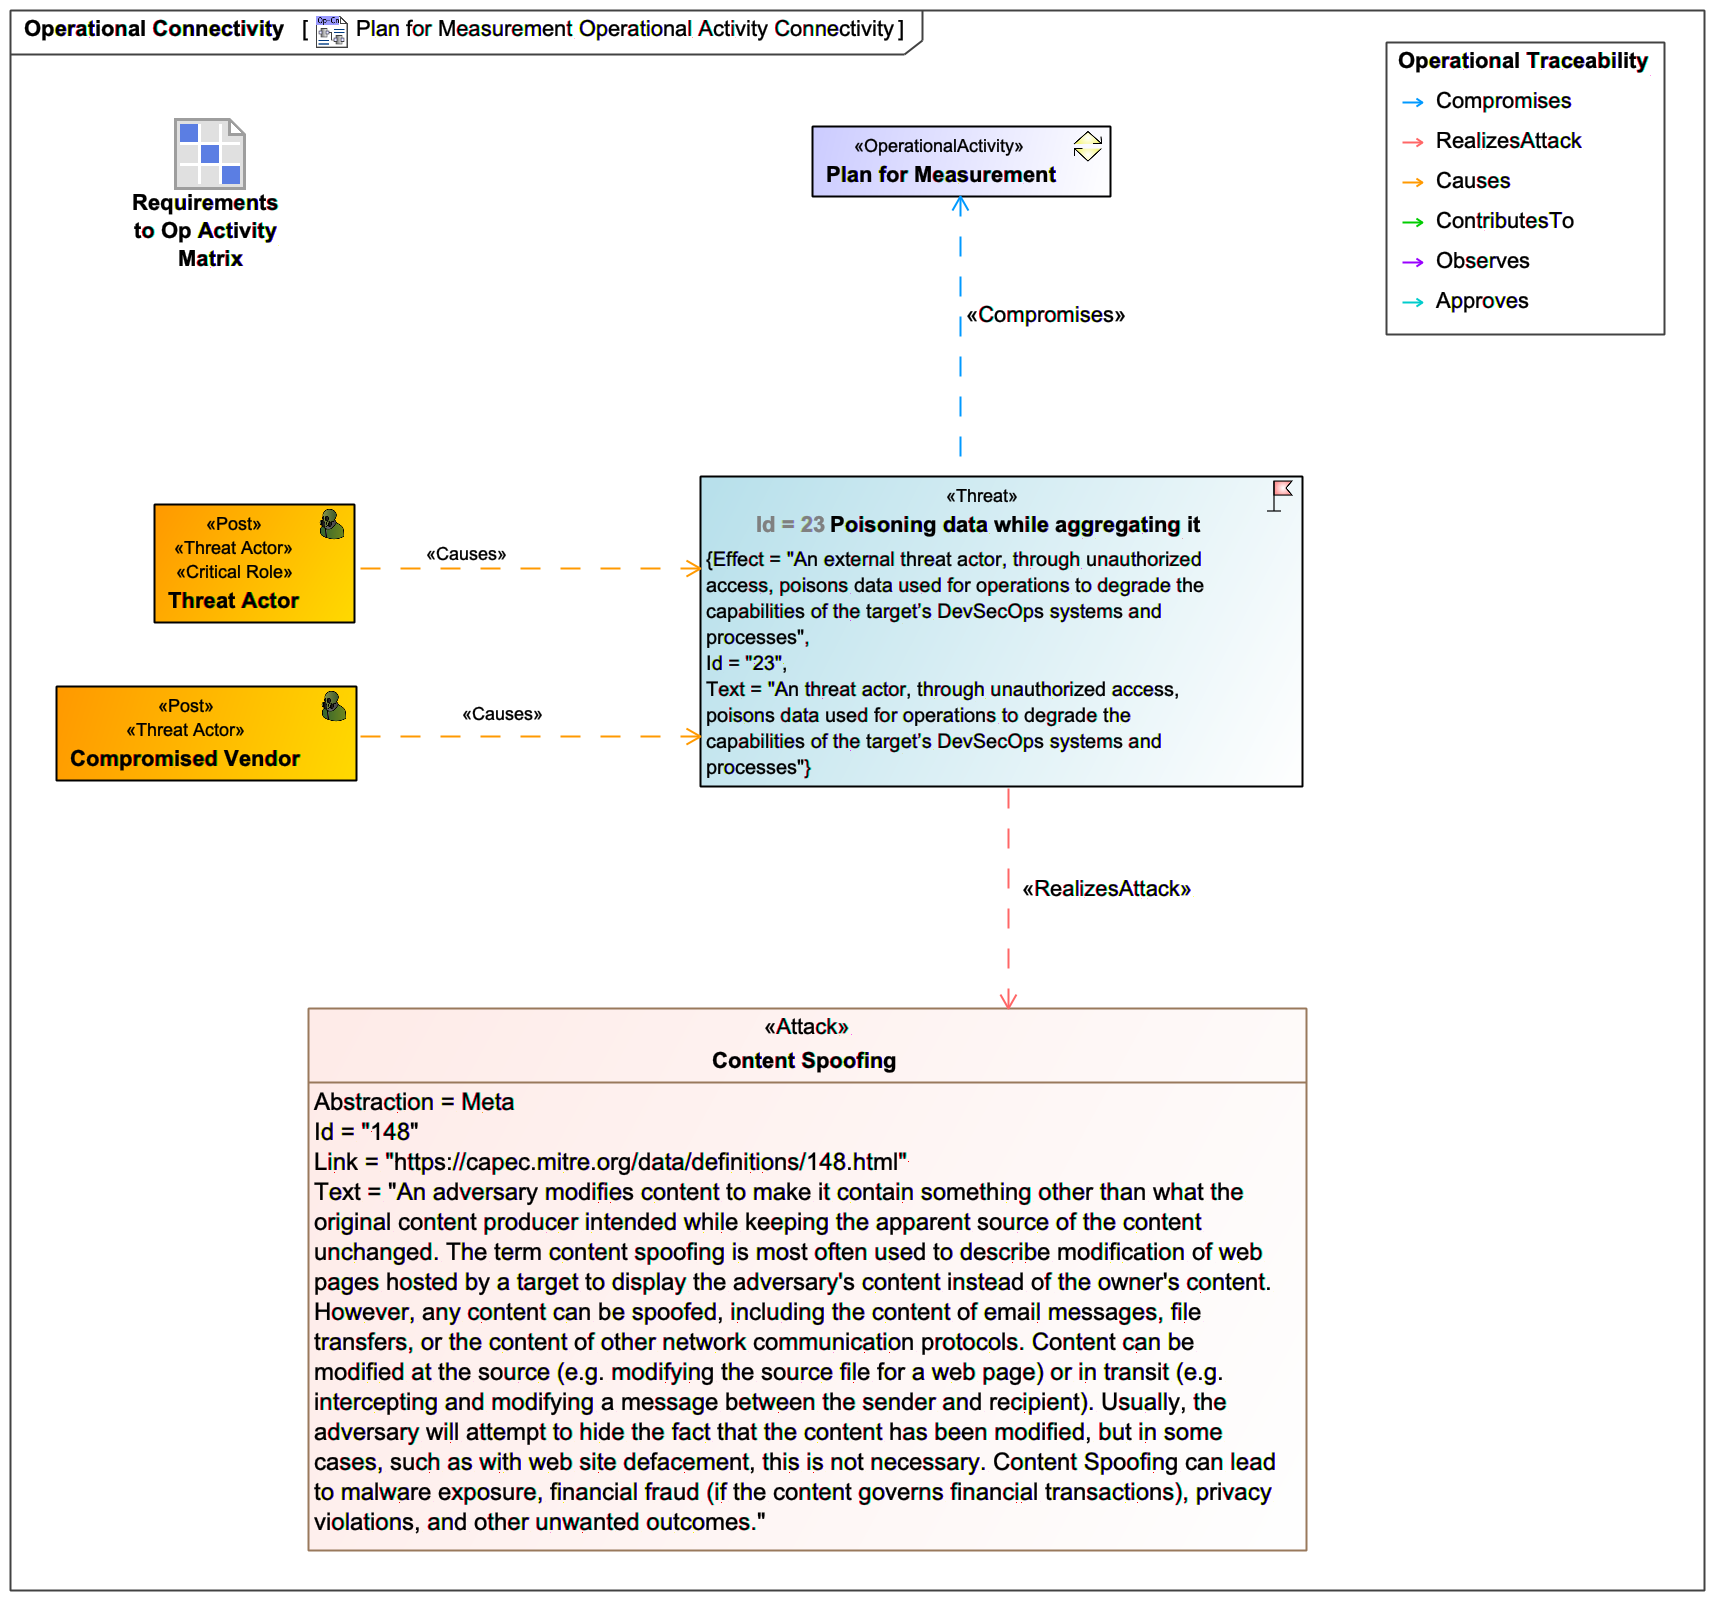 Operational Connectivity [ Plan for Measurement Operational Activity Connectivity ]
Operational Traceability
Compromises
RealizesAttack
Causes
ContributesTo
Observes
Approves
Requirements
to Op Activity
Matrix
«OperationalActivity»
Plan for Measurement
«Compromises»
«Threat»
Id = 23 Poisoning data while aggregating it
{Effect = "An external threat actor, through unauthorized
access, poisons data used for operations to degrade the
capabilities of the target's DevSecOps systems and
processes",
Id = "23",
Text = "An threat actor, through unauthorized access,
poisons data used for operations to degrade the
capabilities of the target's DevSecOps systems and
processes"}
«Post»
«Threat Actor»
«Critical Role»
Threat Actor
«Causes»
«Post»
«Threat Actor»
Compromised Vendor
«Causes»
«RealizesAttack»
«Attack»
Content Spoofing
Abstraction = Meta
Id = "148"
Link = "https://capec.mitre.org/data/definitions/148.html"
Text = "An adversary modifies content to make it contain something other than what the
original content producer intended while keeping the apparent source of the content
unchanged. The term content spoofing is most often used to describe modification of web
pages hosted by a target to display the adversary's content instead of the owner's content.
However, any content can be spoofed, including the content of email messages, file
transfers, or the content of other network communication protocols. Content can be
modified at the source (e.g. modifying the source file for a web page) or in transit (e.g.
intercepting and modifying a message between the sender and recipient). Usually, the
adversary will attempt to hide the fact that the content has been modified, but in some
cases, such as with web site defacement, this is not necessary. Content Spoofing can lead
to malware exposure, financial fraud (if the content governs financial transactions), privacy
violations, and other unwanted outcomes."